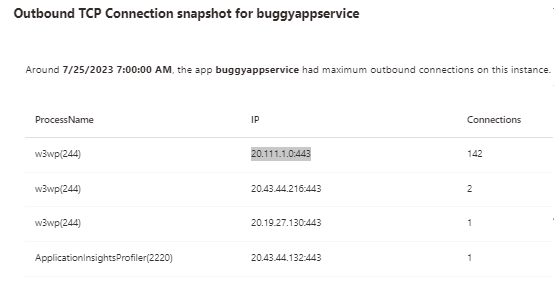 Outbound TCP Connection snapshot for buggyappservice
Around 7/25/2023 7:00:00 AM, the app buggyappservice had maximum outbound connections on this instance.
ProcessName IP Connections
w3wp(244) 20.111.1.0:443 142
w3wp(244) 20.43.44.216:443 2
w3wp(244) 20.19.27.130:443 1
ApplicationInsightsProfiler(2220) 20.43.44.132:443 1